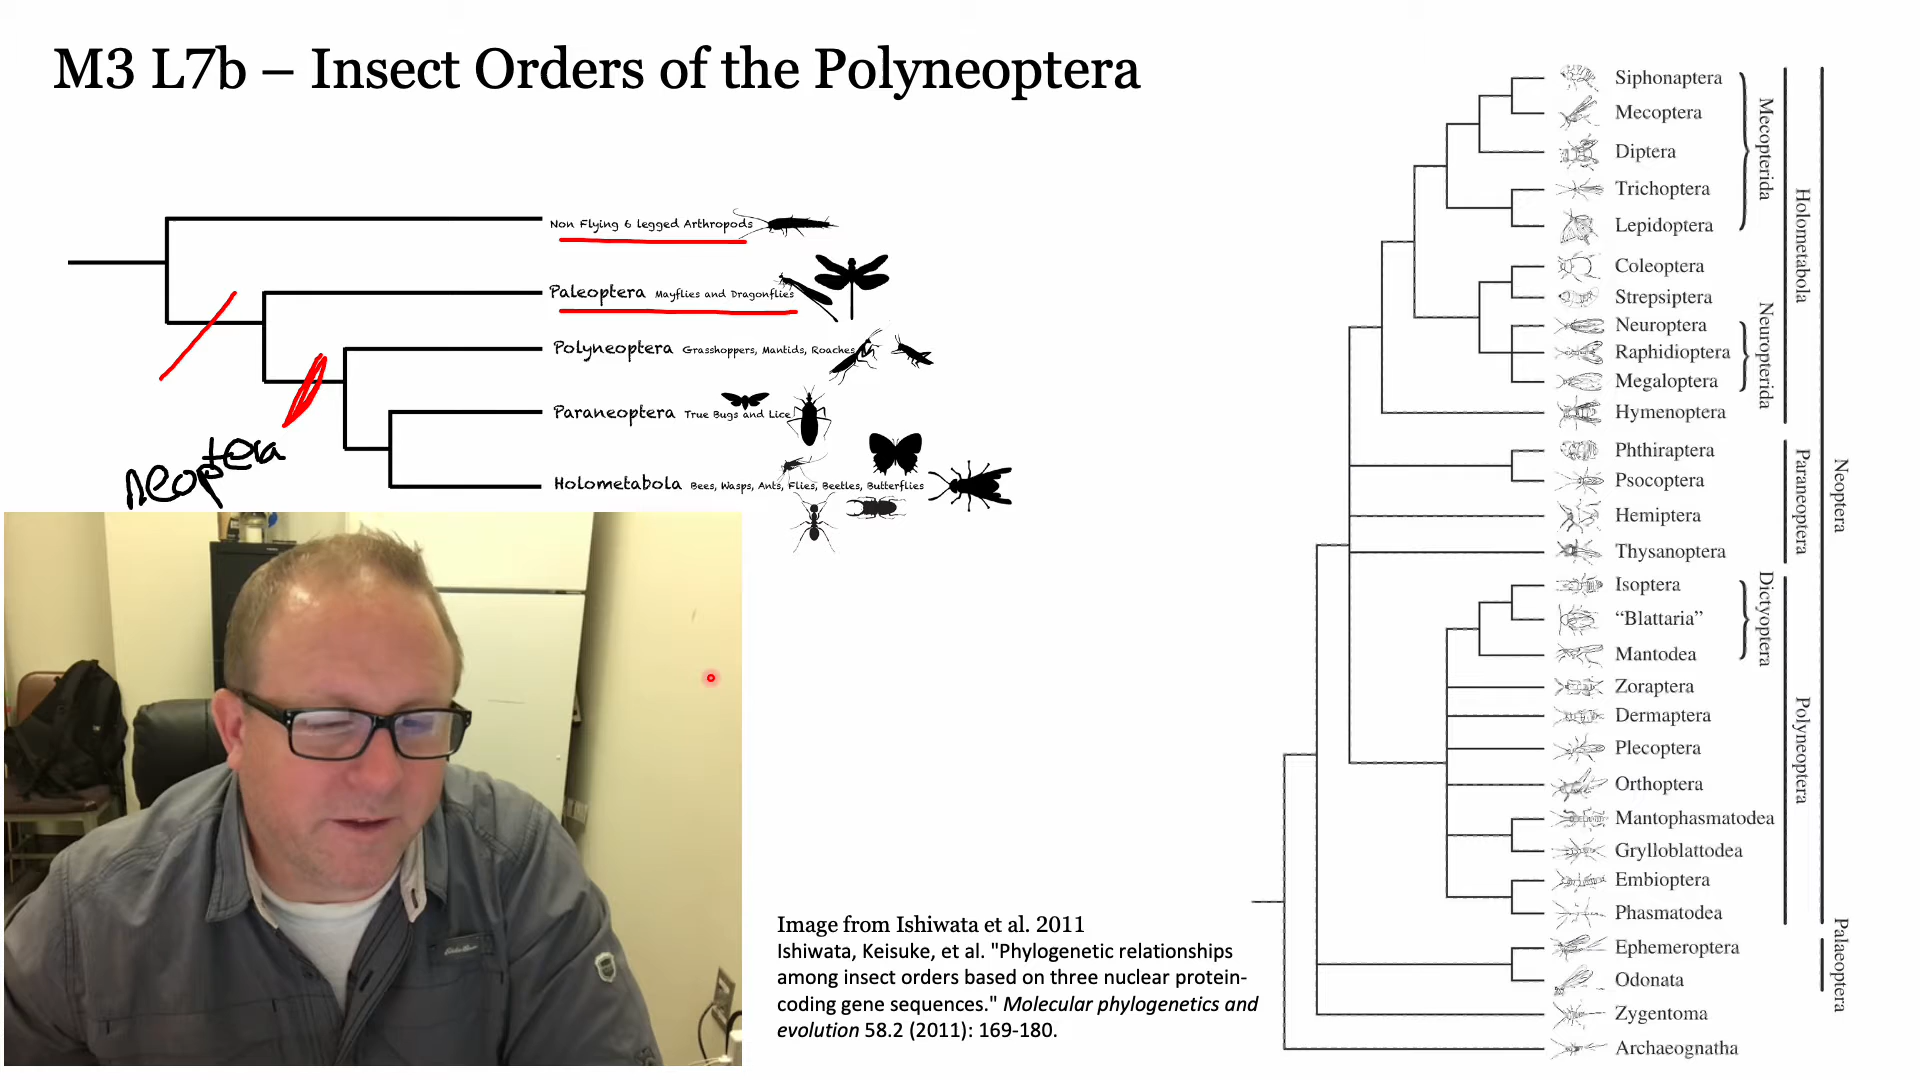 M3 L7b – Insect Orders of the Polyneoptera
Non Flying 6 legged Arthropods
Paleoptera Mayflies and Dragonflies
Polyneoptera Grasshoppers, Mantids, Roaches
Paraneoptera True Bugs and Lice
Holometabola Bees, Wasps, Ants, Flies, Beetles, Butterflies
neoptera
Image from Ishiwata et al. 2011
Ishiwata, Keisuke, et al. "Phylogenetic relationships
among insect orders based on three nuclear protein-
coding gene sequences." Molecular phylogenetics and
evolution 58.2 (2011): 169-180.
Siphonaptera
Mecoptera
Diptera
Trichoptera
Lepidoptera
Coleoptera
Strepsiptera
Neuroptera
Raphidioptera
Megaloptera
Hymenoptera
Phthiraptera
Psocoptera
Hemiptera
Thysanoptera
Isoptera
“Blattaria”
Mantodea
Zoraptera
Dermaptera
Plecoptera
Orthoptera
Mantophasmatodea
Grylloblattodea
Embioptera
Phasmatodea
Ephemeroptera
Odonata
Zygentoma
Archaeognatha
Mecopterida
Neuropterida
Dictyoptera
Holometabola
Paraneoptera
Polyneoptera
Neoptera
Palaeoptera